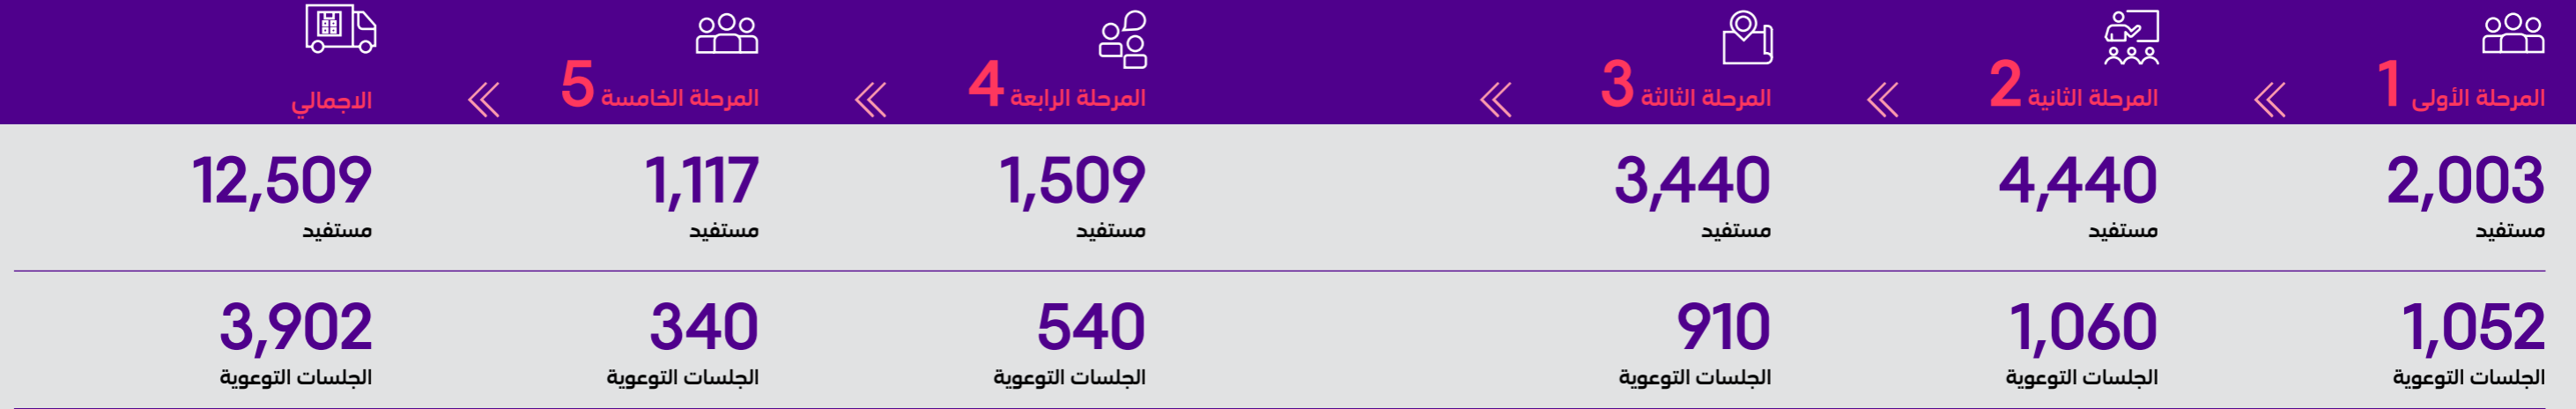 المرحلة الأولى 1
المرحلة الثانية 2
المرحلة الثالثة 3
المرحلة الرابعة 4
المرحلة الخامسة 5
الاجمالي
2,003
مستفيد
4,440
مستفيد
3,440
مستفيد
1,509
مستفيد
1,117
مستفيد
12,509
مستفيد
1,052
الجلسات التوعوية
1,060
الجلسات التوعوية
910
الجلسات التوعوية
540
الجلسات التوعوية
340
الجلسات التوعوية
3,902
الجلسات التوعوية